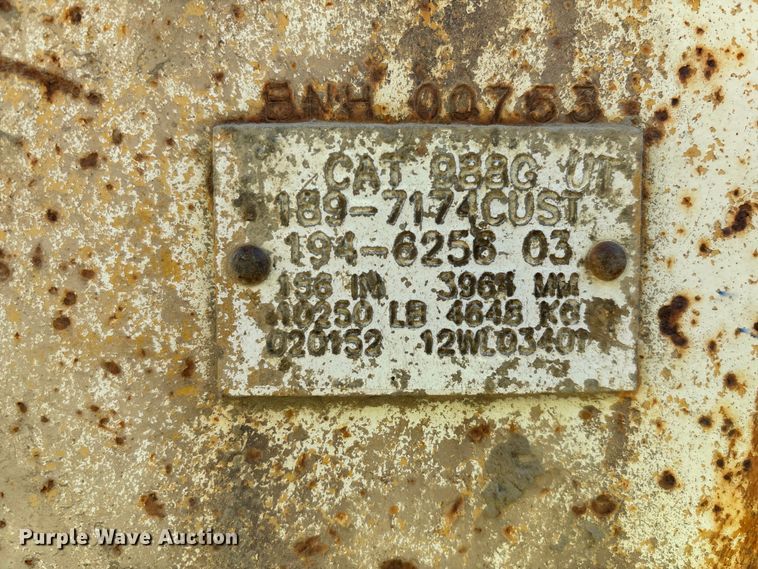 BNH 00753
CAT 988G UT
189-7174CUST
194-6256 03
156 IN 3964 MM
10250 LB 4648 KG
020152 12WL03401
Purple Wave Auction